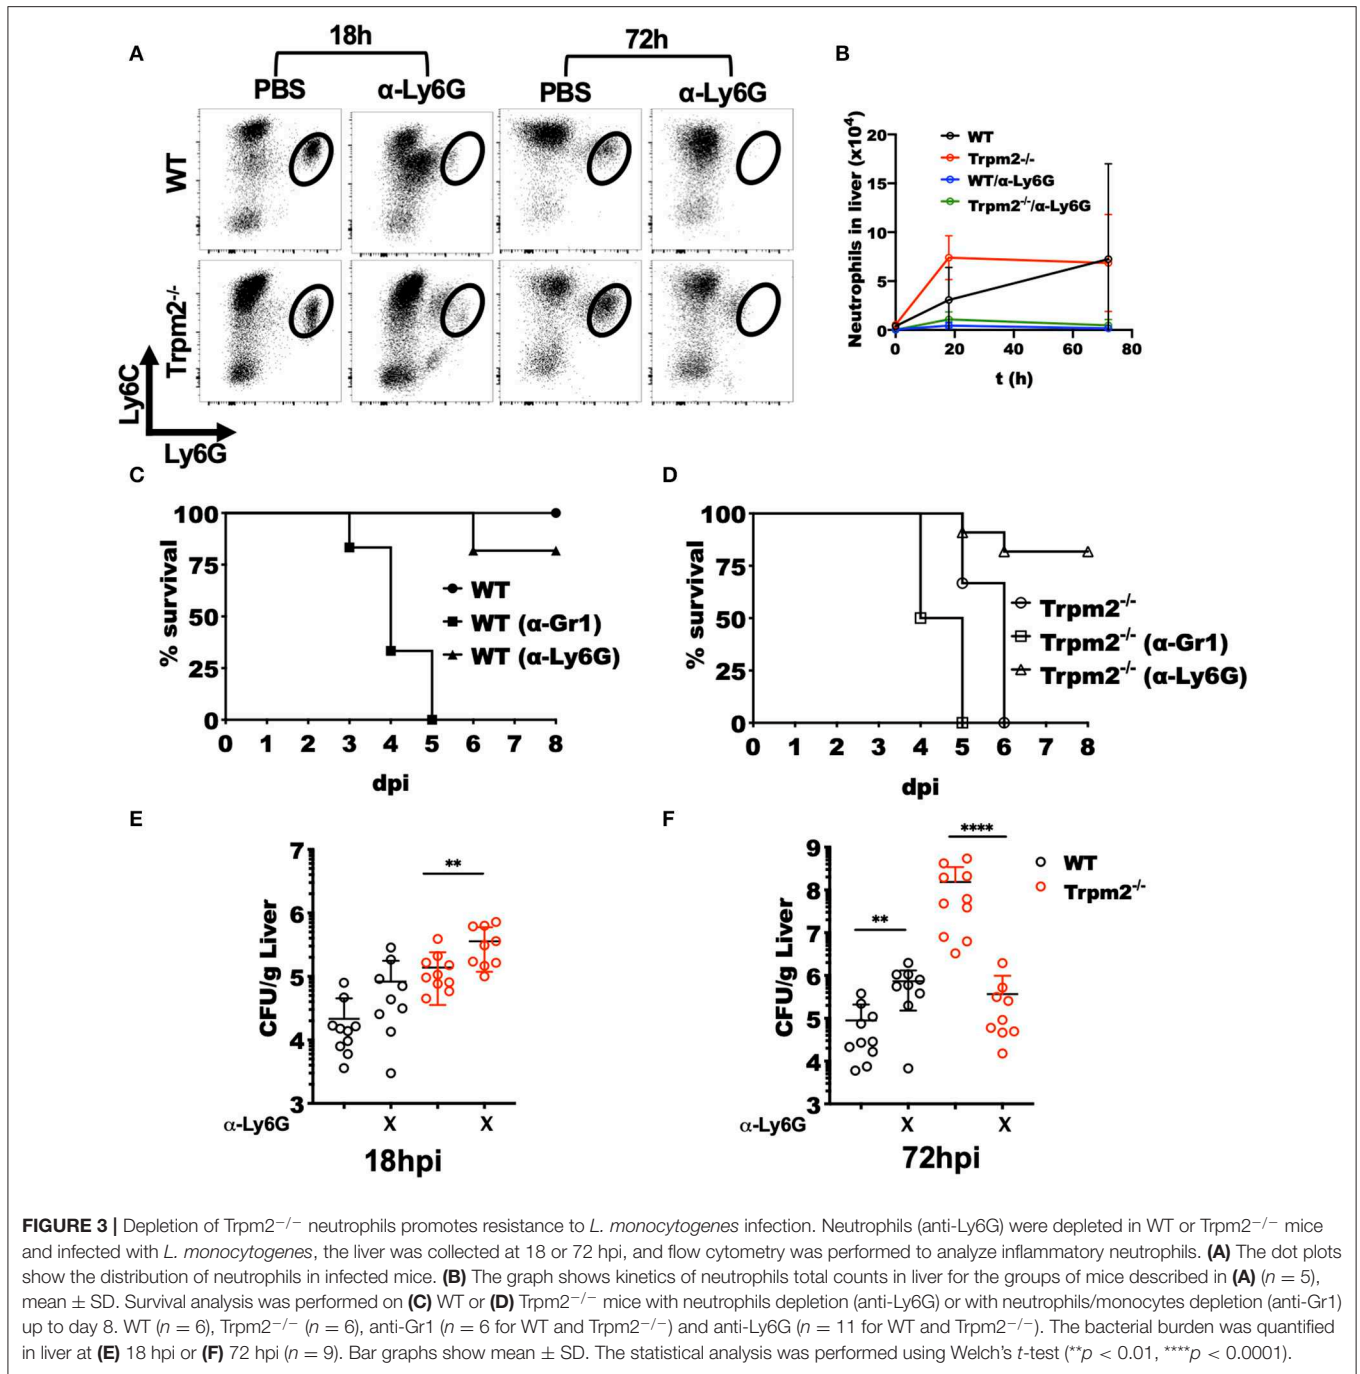 A
18h
72h
PBS
α-Ly6G
PBS
α-Ly6G
WT
Trpm2-/-
Ly6C
Ly6G
B
Neutrophils in liver (x10⁴)
20
15
10
5
0
0
20
40
60
80
t (h)
WT
Trpm2-/-
WT/α-Ly6G
Trpm2-/-/α-Ly6G
C
% survival
100
75
50
25
0
0 1 2 3 4 5 6 7 8
dpi
WT
WT (α-Gr1)
WT (α-Ly6G)
D
% survival
100
75
50
25
0
0 1 2 3 4 5 6 7 8
dpi
Trpm2-/-
Trpm2-/- (α-Gr1)
Trpm2-/- (α-Ly6G)
E
CFU/g Liver
7
6
5
4
3
**
α-Ly6G X X
18hpi
F
CFU/g Liver
9
8
7
6
5
4
3
**
****
WT
Trpm2-/-
α-Ly6G X X
72hpi
FIGURE 3 | Depletion of Trpm2−/− neutrophils promotes resistance to L. monocytogenes infection. Neutrophils (anti-Ly6G) were depleted in WT or Trpm2−/− mice
and infected with L. monocytogenes, the liver was collected at 18 or 72 hpi, and flow cytometry was performed to analyze inflammatory neutrophils. (A) The dot plots
show the distribution of neutrophils in infected mice. (B) The graph shows kinetics of neutrophils total counts in liver for the groups of mice described in (A) (n = 5),
mean ± SD. Survival analysis was performed on (C) WT or (D) Trpm2−/− mice with neutrophils depletion (anti-Ly6G) or with neutrophils/monocytes depletion (anti-Gr1)
up to day 8. WT (n = 6), Trpm2−/− (n = 6), anti-Gr1 (n = 6 for WT and Trpm2−/−) and anti-Ly6G (n = 11 for WT and Trpm2−/−). The bacterial burden was quantified
in liver at (E) 18 hpi or (F) 72 hpi (n = 9). Bar graphs show mean ± SD. The statistical analysis was performed using Welch's t-test (**p < 0.01, ****p < 0.0001).